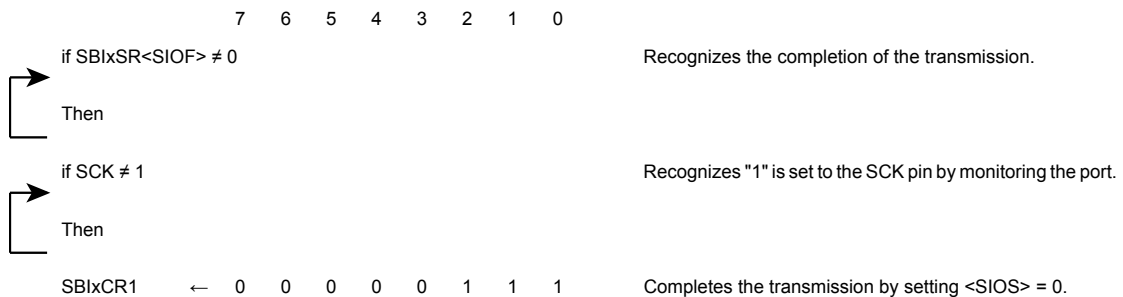 7 6 5 4 3 2 1 0
if SBIxSR<SIOF> ≠ 0 Recognizes the completion of the transmission.
Then
if SCK ≠ 1 Recognizes "1" is set to the SCK pin by monitoring the port.
Then
SBIxCR1 ← 0 0 0 0 0 1 1 1 Completes the transmission by setting <SIOS> = 0.